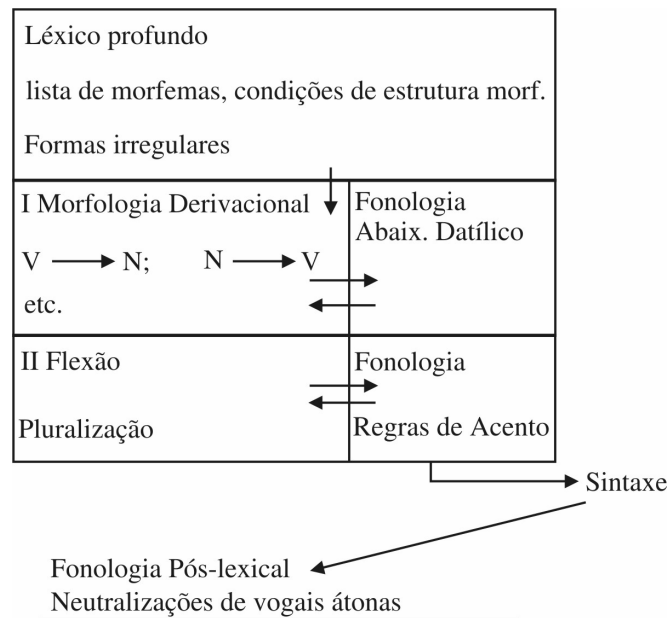 Léxico profundo
lista de morfemas, condições de estrutura morf.
Formas irregulares
I Morfologia Derivacional
V → N; N → V
etc.
Fonologia
Abaix. Datílico
II Flexão
Pluralização
Fonologia
Regras de Acento
Sintaxe
Fonologia Pós-lexical
Neutralizações de vogais átonas